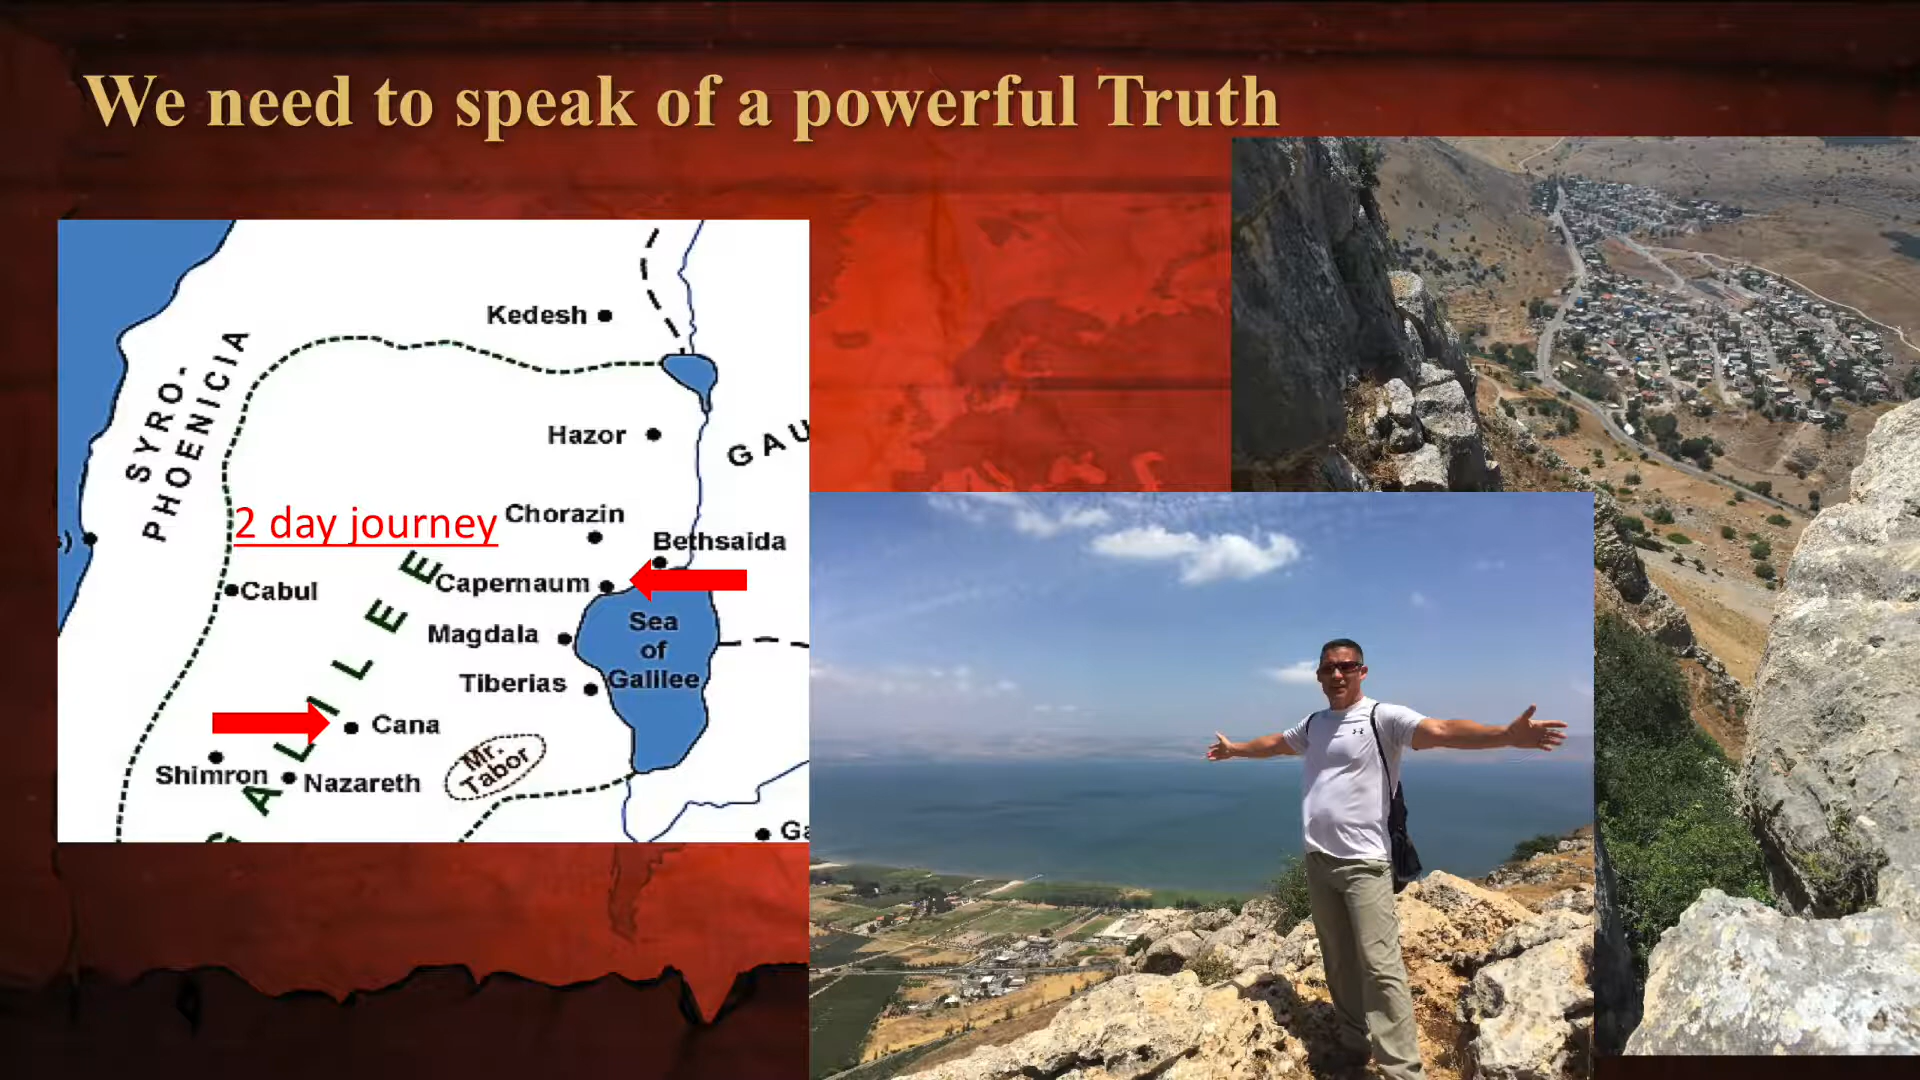 We need to speak of a powerful Truth
Kedesh
SYRO-
PHOENICIA
Hazor
GAU
2 day journey
Chorazin
Bethsaida
Capernaum
Cabul
Magdala
Sea
of
Galilee
Tiberias
GALILEE
Cana
Mr.
Tabor
Shimron
Nazareth
Ga